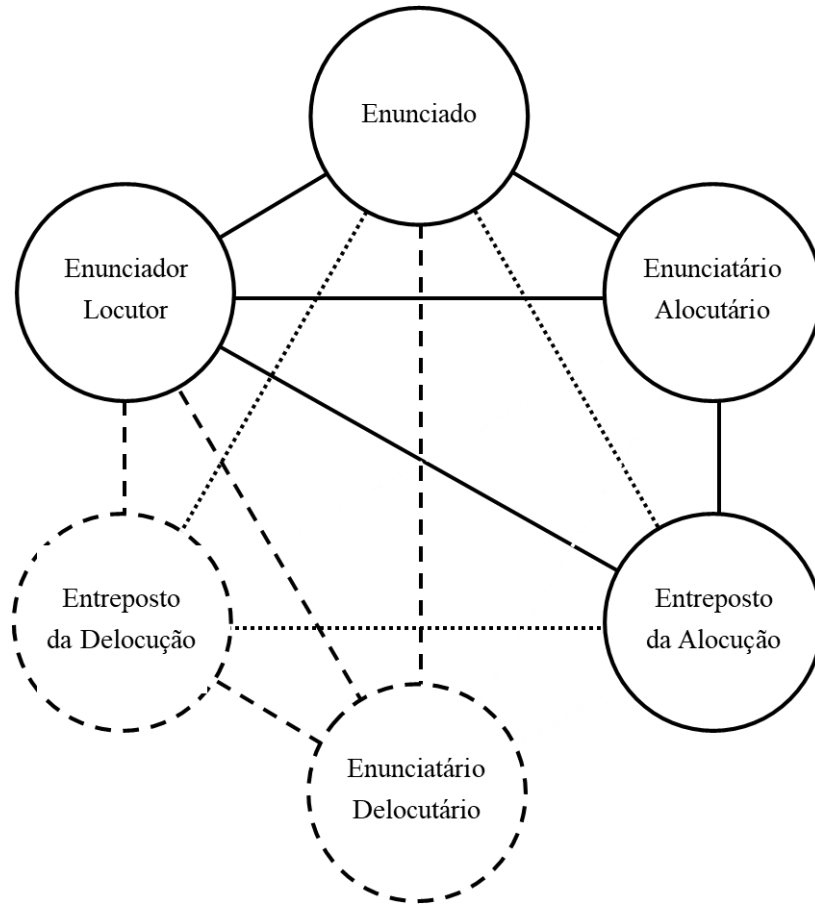 Enunciado
Enunciador
Locutor
Enunciatário
Alocutário
Entreposto
da Delocução
Entreposto
da Alocução
Enunciatário
Delocutário